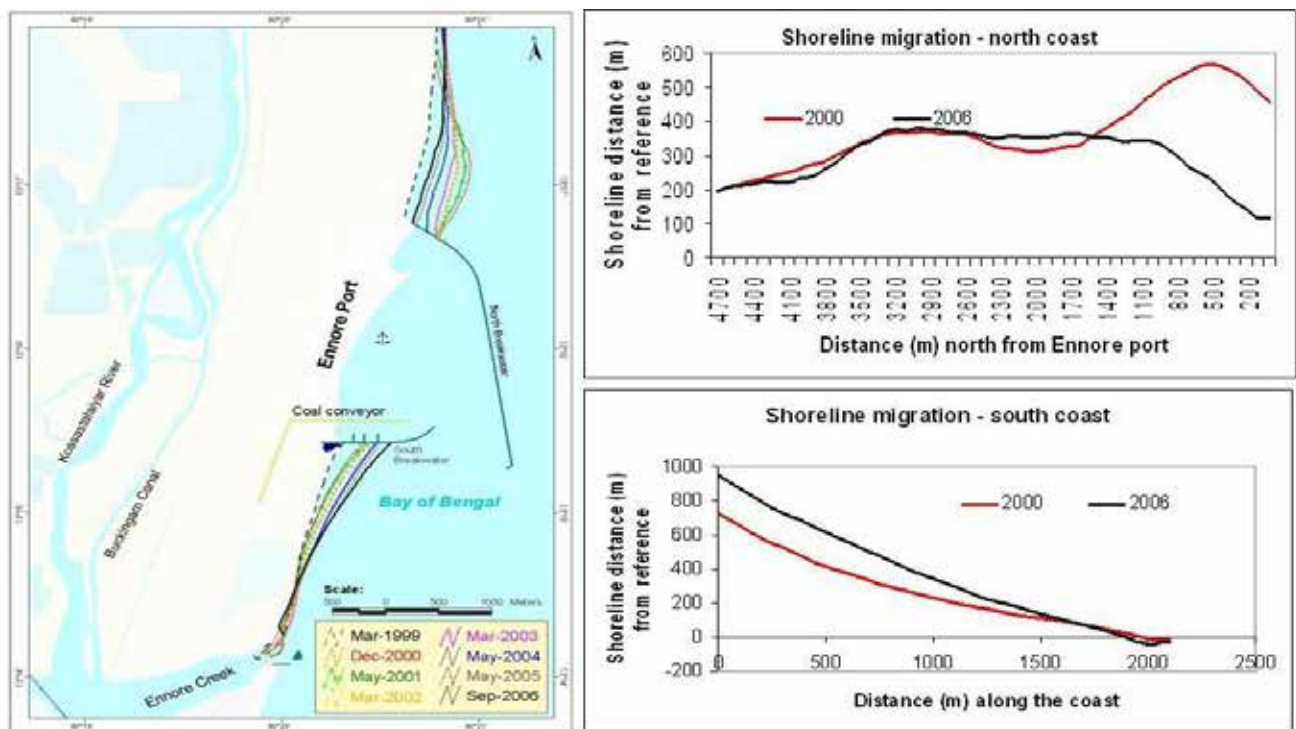 N
Ennore Port
North Breakwater
Coal conveyor
South
Breakwater
Kosasstalaiyar River
Buckingam Canal
Bay of Bengal
Ennore Creek
Scale:
500 0 500 1000 Meters
Mar-1999
Dec-2000
May-2001
Mar-2002
Mar-2003
May-2004
May-2005
Sep-2006
Shoreline migration - north coast
Shoreline distance (m)
from reference
600
500
400
300
200
100
0
2000
2006
4700 4400 4100 3800 3500 3200 2900 2600 2300 2000 1700 1400 1100 800 500 200
Distance (m) north from Ennore port
Shoreline migration - south coast
Shoreline distance (m)
from reference
1000
800
600
400
200
0
-200
2000
2006
0 500 1000 1500 2000 2500
Distance (m) along the coast